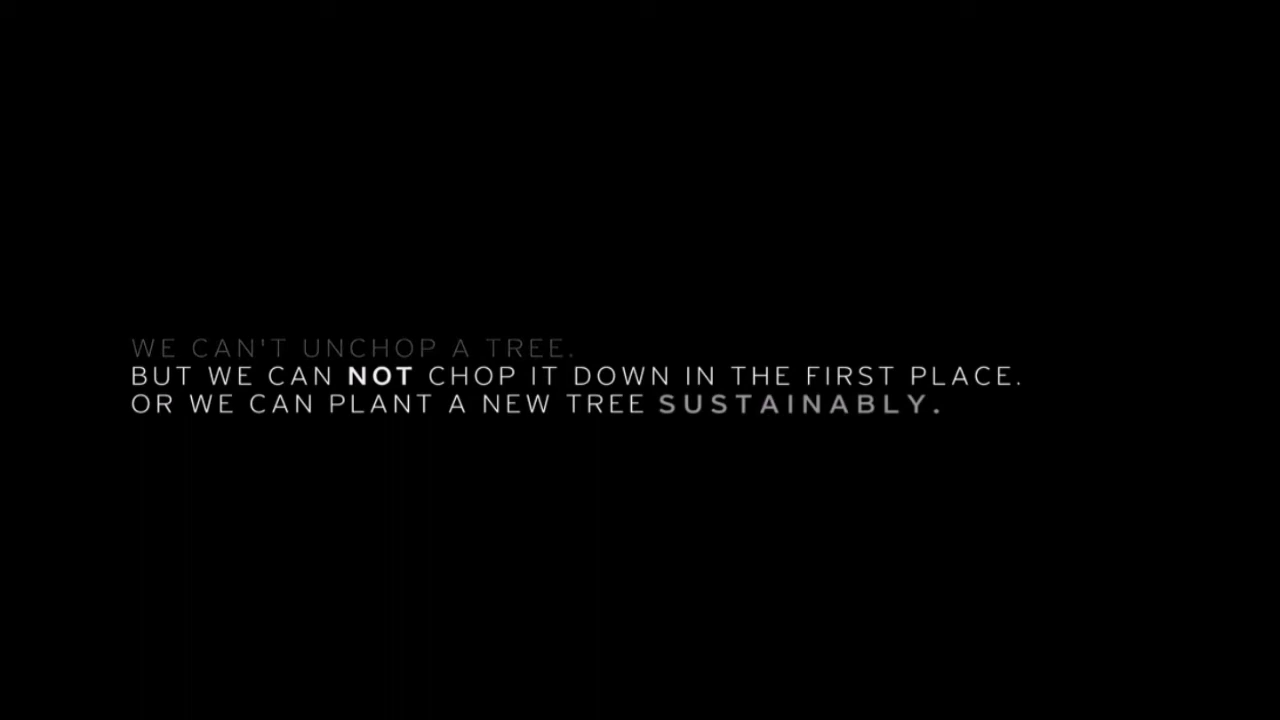 WE CAN'T UNCHOP A TREE.
BUT WE CAN NOT CHOP IT DOWN IN THE FIRST PLACE.
OR WE CAN PLANT A NEW TREE SUSTAINABLY.